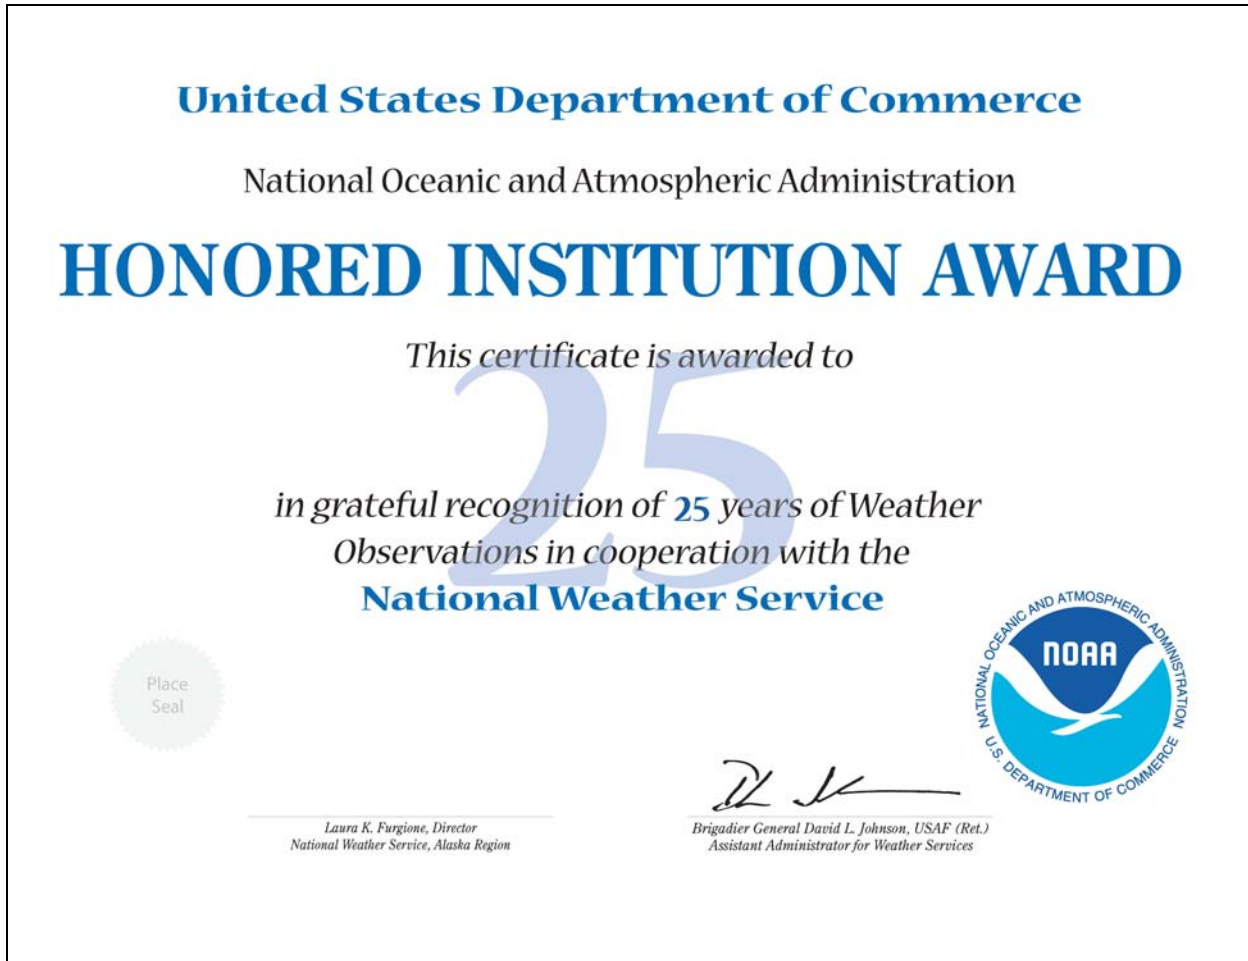 United States Department of Commerce
National Oceanic and Atmospheric Administration
HONORED INSTITUTION AWARD
This certificate is awarded to
25
in grateful recognition of 25 years of Weather
Observations in cooperation with the
National Weather Service
Place
Seal
NATIONAL OCEANIC AND ATMOSPHERIC ADMINISTRATION
NOAA
U.S. DEPARTMENT OF COMMERCE
Laura K. Furgione, Director
National Weather Service, Alaska Region
Brigadier General David L. Johnson, USAF (Ret.)
Assistant Administrator for Weather Services